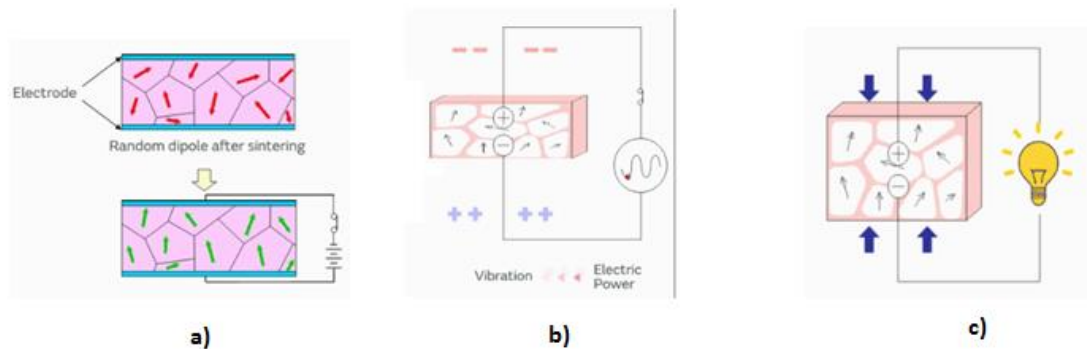 Electrode
Random dipole after sintering
a)
− − − −
+
−
+ + + +
Vibration
Electric
Power
b)
+
−
c)